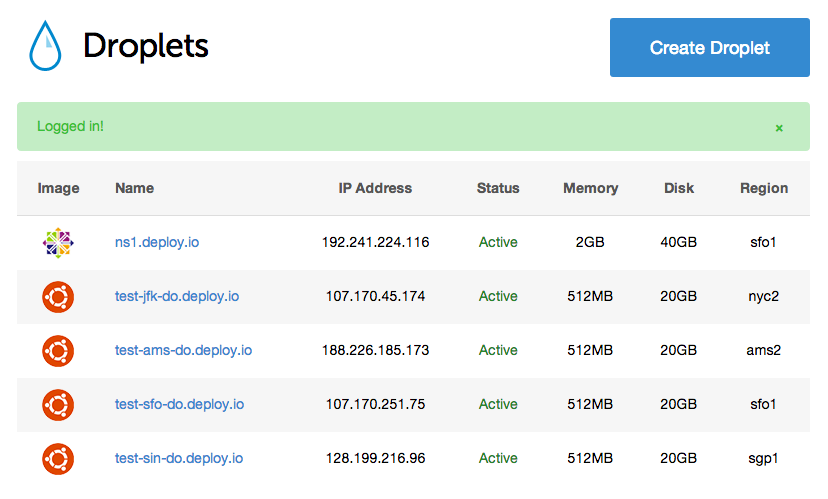 Droplets
Create Droplet
Logged in! ×
Image Name IP Address Status Memory Disk Region
ns1.deploy.io 192.241.224.116 Active 2GB 40GB sfo1
test-jfk-do.deploy.io 107.170.45.174 Active 512MB 20GB nyc2
test-ams-do.deploy.io 188.226.185.173 Active 512MB 20GB ams2
test-sfo-do.deploy.io 107.170.251.75 Active 512MB 20GB sfo1
test-sin-do.deploy.io 128.199.216.96 Active 512MB 20GB sgp1